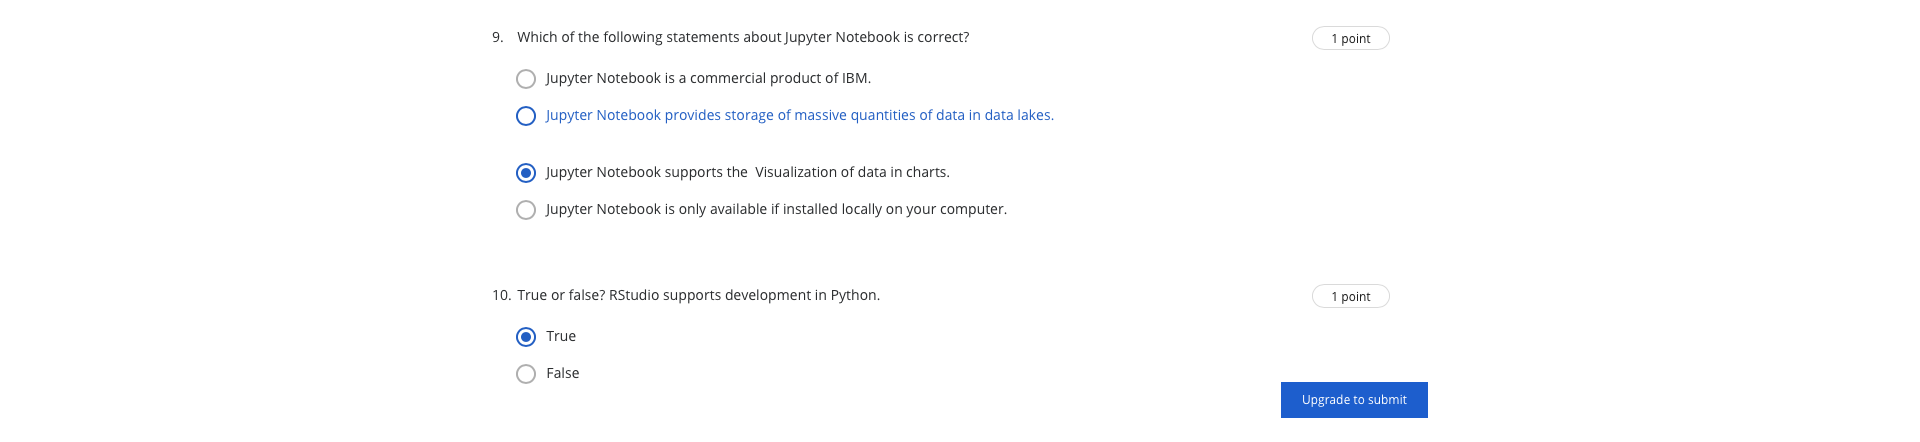 9. Which of the following statements about Jupyter Notebook is correct?
1 point
Jupyter Notebook is a commercial product of IBM.
Jupyter Notebook provides storage of massive quantities of data in data lakes.
Jupyter Notebook supports the  Visualization of data in charts.
Jupyter Notebook is only available if installed locally on your computer.
10. True or false? RStudio supports development in Python.
1 point
True
False
Upgrade to submit